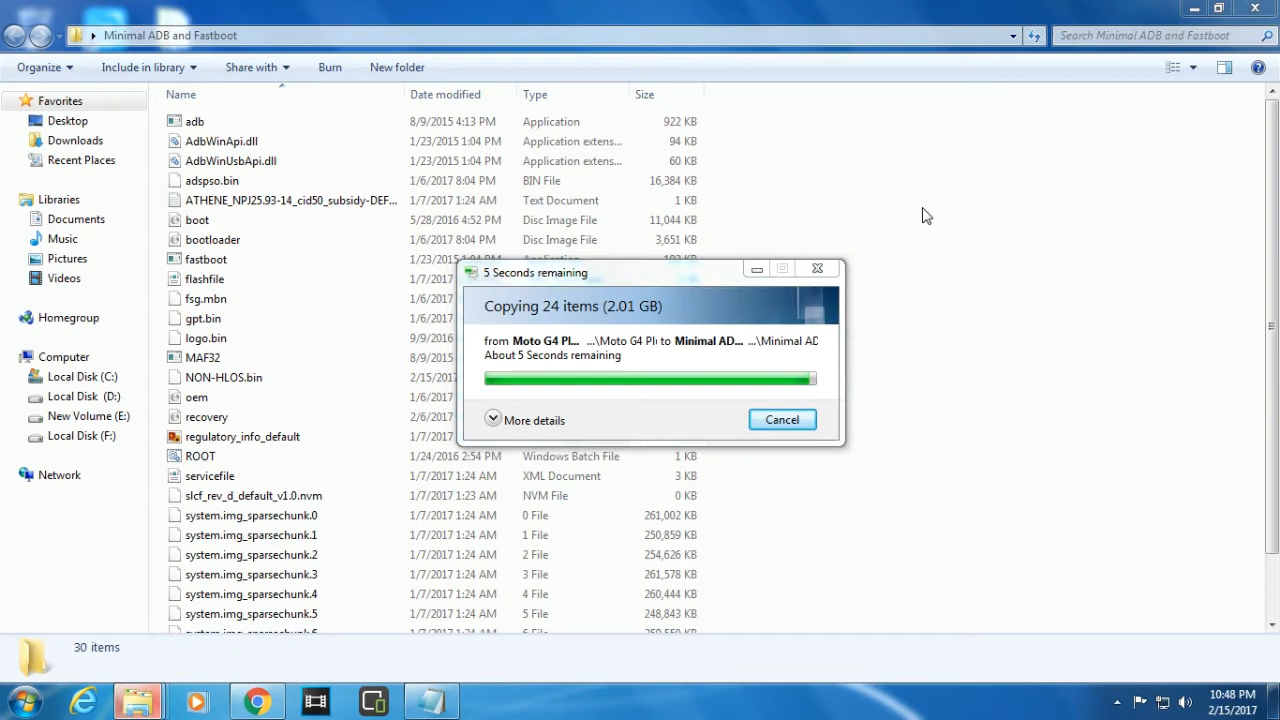 Minimal ADB and Fastboot
Search Minimal ADB and Fastboot
Organize Include in library Share with Burn New folder
Name Date modified Type Size
Favorites
Desktop
Downloads
Recent Places
Libraries
Documents
Music
Pictures
Videos
Homegroup
Computer
Local Disk (C:)
Local Disk (D:)
New Volume (E:)
Local Disk (F:)
Network
adb 8/9/2015 4:13 PM Application 922 KB
AdbWinApi.dll 1/23/2015 1:04 PM Application extens... 94 KB
AdbWinUsbApi.dll 1/23/2015 1:04 PM Application extens... 60 KB
adspso.bin 1/6/2017 8:04 PM BIN File 16,384 KB
ATHENE_NPJ25.93-14_cid50_subsidy-DEF... 1/7/2017 1:24 AM Text Document 1 KB
boot 5/28/2016 4:52 PM Disc Image File 11,044 KB
bootloader 1/6/2017 8:04 PM Disc Image File 3,651 KB
fastboot 1/23/2015 1:04 PM Application
flashfile 1/7/2017
fsg.mbn 1/6/2017
gpt.bin 1/6/2017
logo.bin 9/9/2016
MAF32 8/9/2015
NON-HLOS.bin 2/15/2017
oem 1/6/2017
recovery 2/6/2017
regulatory_info_default 1/7/2017
ROOT 1/24/2016 2:54 PM Windows Batch File 1 KB
servicefile 1/7/2017 1:24 AM XML Document 3 KB
slcf_rev_d_default_v1.0.nvm 1/7/2017 1:23 AM NVM File 0 KB
system.img_sparsechunk.0 1/7/2017 1:24 AM 0 File 261,002 KB
system.img_sparsechunk.1 1/7/2017 1:24 AM 1 File 250,859 KB
system.img_sparsechunk.2 1/7/2017 1:24 AM 2 File 254,626 KB
system.img_sparsechunk.3 1/7/2017 1:24 AM 3 File 261,578 KB
system.img_sparsechunk.4 1/7/2017 1:24 AM 4 File 260,444 KB
system.img_sparsechunk.5 1/7/2017 1:24 AM 5 File 248,843 KB
5 Seconds remaining
Copying 24 items (2.01 GB)
from Moto G4 Pl... ...\Moto G4 Pl to Minimal AD... ...\Minimal AD
About 5 Seconds remaining
More details Cancel
30 items
10:48 PM
2/15/2017